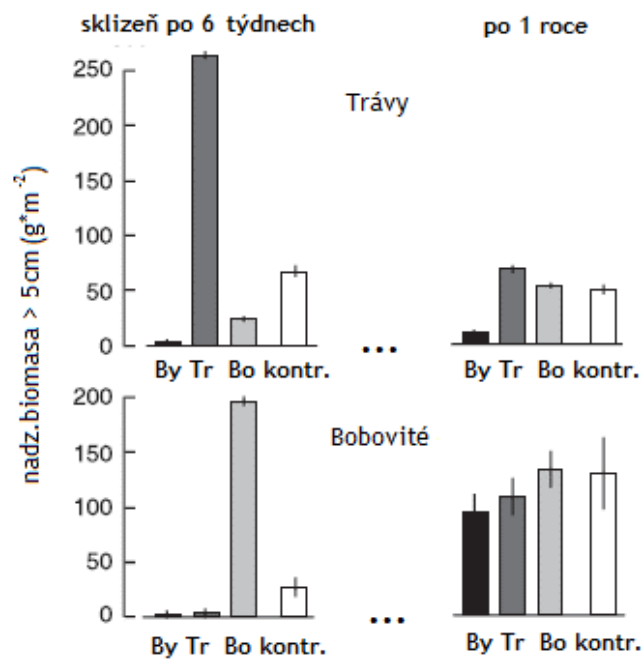 sklizeň po 6 týdnech
po 1 roce
nadz.biomasa > 5cm (g*m⁻²)
250
200
150
100
50
0
Trávy
By Tr Bo kontr.
...
By Tr Bo kontr.
200
150
100
50
0
Bobovité
By Tr Bo kontr.
...
By Tr Bo kontr.